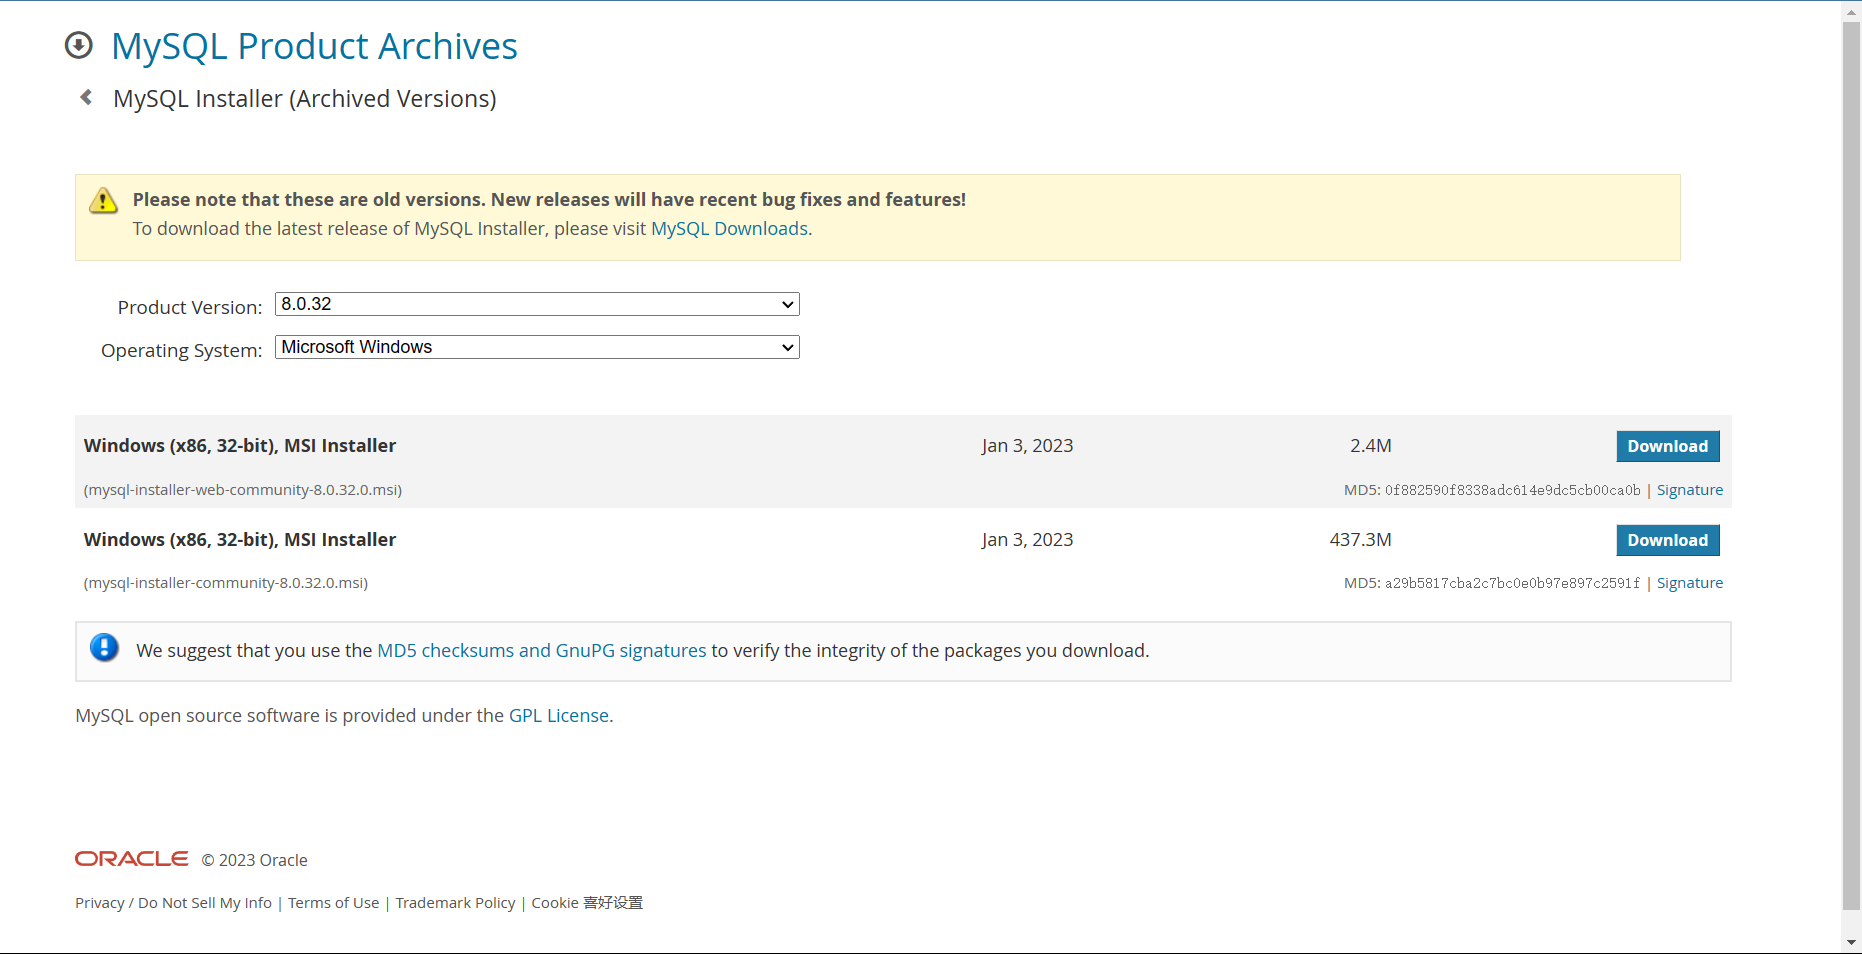 MySQL Product Archives
MySQL Installer (Archived Versions)
Please note that these are old versions. New releases will have recent bug fixes and features!
To download the latest release of MySQL Installer, please visit MySQL Downloads.
Product Version: 8.0.32
Operating System: Microsoft Windows
Windows (x86, 32-bit), MSI Installer Jan 3, 2023 2.4M Download
(mysql-installer-web-community-8.0.32.0.msi) MD5: 0f882590f8338adc614e9dc5cb00ca0b | Signature
Windows (x86, 32-bit), MSI Installer Jan 3, 2023 437.3M Download
(mysql-installer-community-8.0.32.0.msi) MD5: a29b5817cba2c7bc0e0b97e897c2591f | Signature
We suggest that you use the MD5 checksums and GnuPG signatures to verify the integrity of the packages you download.
MySQL open source software is provided under the GPL License.
ORACLE © 2023 Oracle
Privacy / Do Not Sell My Info | Terms of Use | Trademark Policy | Cookie 喜好设置